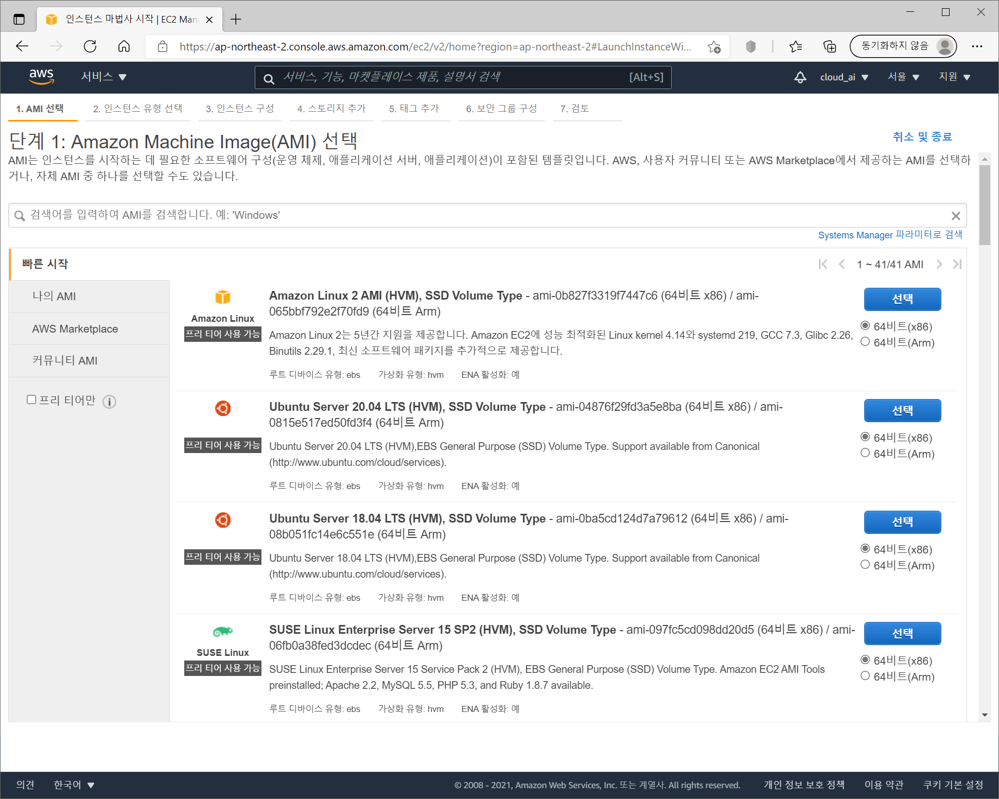 인스턴스 마법사 시작 | EC2 Man
https://ap-northeast-2.console.aws.amazon.com/ec2/v2/home?region=ap-northeast-2#LaunchInstanceWi...
동기화하지 않음
aws
서비스
서비스, 기능, 마켓플레이스 제품, 설명서 검색 [Alt+S]
cloud_ai
서울
지원
1. AMI 선택
2. 인스턴스 유형 선택
3. 인스턴스 구성
4. 스토리지 추가
5. 태그 추가
6. 보안 그룹 구성
7. 검토
단계 1: Amazon Machine Image(AMI) 선택
취소 및 종료
AMI는 인스턴스를 시작하는 데 필요한 소프트웨어 구성(운영 체제, 애플리케이션 서버, 애플리케이션)이 포함된 템플릿입니다. AWS, 사용자 커뮤니티 또는 AWS Marketplace에서 제공하는 AMI를 선택하
거나, 자체 AMI 중 하나를 선택할 수도 있습니다.
검색어를 입력하여 AMI를 검색합니다. 예: 'Windows'
Systems Manager 파라미터로 검색
빠른 시작
1 ~ 41/41 AMI
나의 AMI
AWS Marketplace
커뮤니티 AMI
프리 티어만
Amazon Linux
프리 티어 사용 가능
Amazon Linux 2 AMI (HVM), SSD Volume Type - ami-0b827f3319f7447c6 (64비트 x86) / ami-
065bbf792e2f70fd9 (64비트 Arm)
Amazon Linux 2는 5년간 지원을 제공합니다. Amazon EC2에 성능 최적화된 Linux kernel 4.14와 systemd 219, GCC 7.3, Glibc 2.26,
Binutils 2.29.1, 최신 소프트웨어 패키지를 추가적으로 제공합니다.
루트 디바이스 유형: ebs 가상화 유형: hvm ENA 활성화: 예
선택
64비트(x86)
64비트(Arm)
프리 티어 사용 가능
Ubuntu Server 20.04 LTS (HVM), SSD Volume Type - ami-04876f29fd3a5e8ba (64비트 x86) / ami-
0815e517ed50fd3f4 (64비트 Arm)
Ubuntu Server 20.04 LTS (HVM),EBS General Purpose (SSD) Volume Type. Support available from Canonical
(http://www.ubuntu.com/cloud/services).
루트 디바이스 유형: ebs 가상화 유형: hvm ENA 활성화: 예
선택
64비트(x86)
64비트(Arm)
프리 티어 사용 가능
Ubuntu Server 18.04 LTS (HVM), SSD Volume Type - ami-0ba5cd124d7a79612 (64비트 x86) / ami-
08b051fc14e6c551e (64비트 Arm)
Ubuntu Server 18.04 LTS (HVM),EBS General Purpose (SSD) Volume Type. Support available from Canonical
(http://www.ubuntu.com/cloud/services).
루트 디바이스 유형: ebs 가상화 유형: hvm ENA 활성화: 예
선택
64비트(x86)
64비트(Arm)
SUSE Linux
프리 티어 사용 가능
SUSE Linux Enterprise Server 15 SP2 (HVM), SSD Volume Type - ami-097fc5cd098dd20d5 (64비트 x86) / ami-
06fb0a38fed3dcdec (64비트 Arm)
SUSE Linux Enterprise Server 15 Service Pack 2 (HVM), EBS General Purpose (SSD) Volume Type. Amazon EC2 AMI Tools
preinstalled; Apache 2.2, MySQL 5.5, PHP 5.3, and Ruby 1.8.7 available.
루트 디바이스 유형: ebs 가상화 유형: hvm ENA 활성화: 예
선택
64비트(x86)
64비트(Arm)
의견
한국어
© 2008 - 2021, Amazon Web Services, Inc. 또는 계열사. All rights reserved.
개인 정보 보호 정책
이용 약관
쿠키 기본 설정